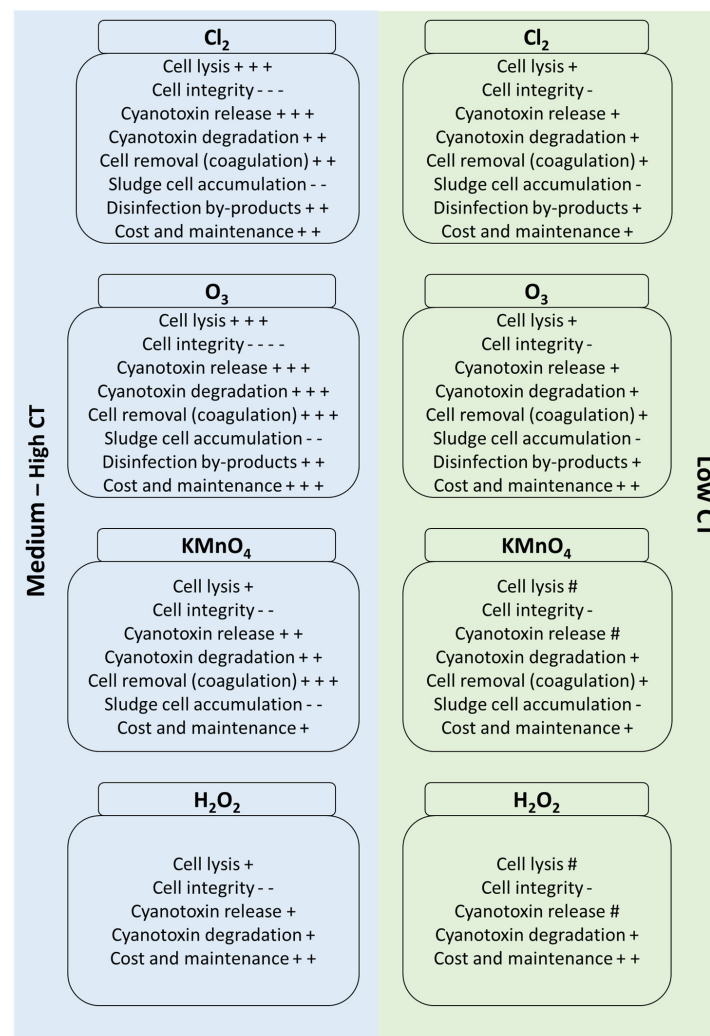 Medium – High CT
Cl₂
Cell lysis + + +
Cell integrity - - -
Cyanotoxin release + + +
Cyanotoxin degradation + +
Cell removal (coagulation) + +
Sludge cell accumulation - -
Disinfection by-products + +
Cost and maintenance + +
O₃
Cell lysis + + +
Cell integrity - - - -
Cyanotoxin release + + +
Cyanotoxin degradation + + +
Cell removal (coagulation) + + +
Sludge cell accumulation - -
Disinfection by-products + +
Cost and maintenance + + +
KMnO₄
Cell lysis +
Cell integrity - -
Cyanotoxin release + +
Cyanotoxin degradation + +
Cell removal (coagulation) + + +
Sludge cell accumulation - -
Cost and maintenance +
H₂O₂
Cell lysis +
Cell integrity - -
Cyanotoxin release +
Cyanotoxin degradation +
Cost and maintenance + +
Low CT
Cl₂
Cell lysis +
Cell integrity -
Cyanotoxin release +
Cyanotoxin degradation +
Cell removal (coagulation) +
Sludge cell accumulation -
Disinfection by-products +
Cost and maintenance +
O₃
Cell lysis +
Cell integrity -
Cyanotoxin release +
Cyanotoxin degradation +
Cell removal (coagulation) +
Sludge cell accumulation -
Disinfection by-products +
Cost and maintenance + +
KMnO₄
Cell lysis #
Cell integrity -
Cyanotoxin release #
Cyanotoxin degradation +
Cell removal (coagulation) +
Sludge cell accumulation -
Cost and maintenance +
H₂O₂
Cell lysis #
Cell integrity -
Cyanotoxin release #
Cyanotoxin degradation +
Cost and maintenance + +